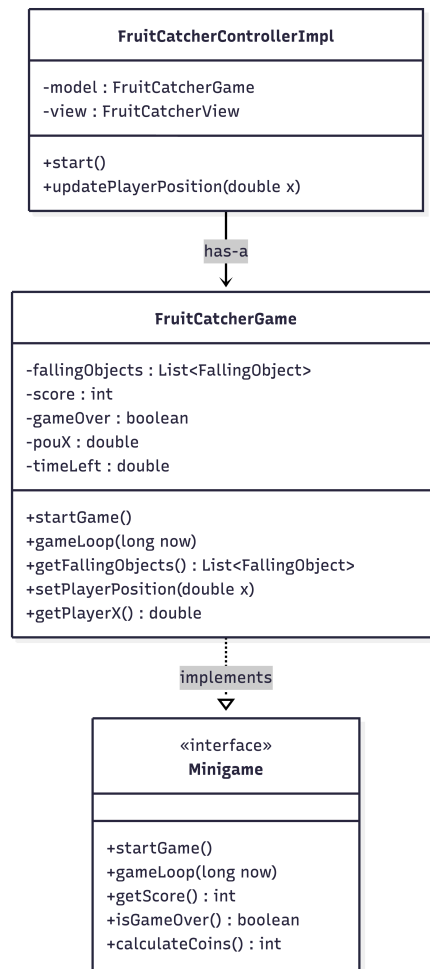 FruitCatcherControllerImpl
-model : FruitCatcherGame
-view : FruitCatcherView
+start()
+updatePlayerPosition(double x)
has-a
FruitCatcherGame
-fallingObjects : List<FallingObject>
-score : int
-gameOver : boolean
-pouX : double
-timeLeft : double
+startGame()
+gameLoop(long now)
+getFallingObjects() : List<FallingObject>
+setPlayerPosition(double x)
+getPlayerX() : double
implements
«interface»
Minigame
+startGame()
+gameLoop(long now)
+getScore() : int
+isGameOver() : boolean
+calculateCoins() : int